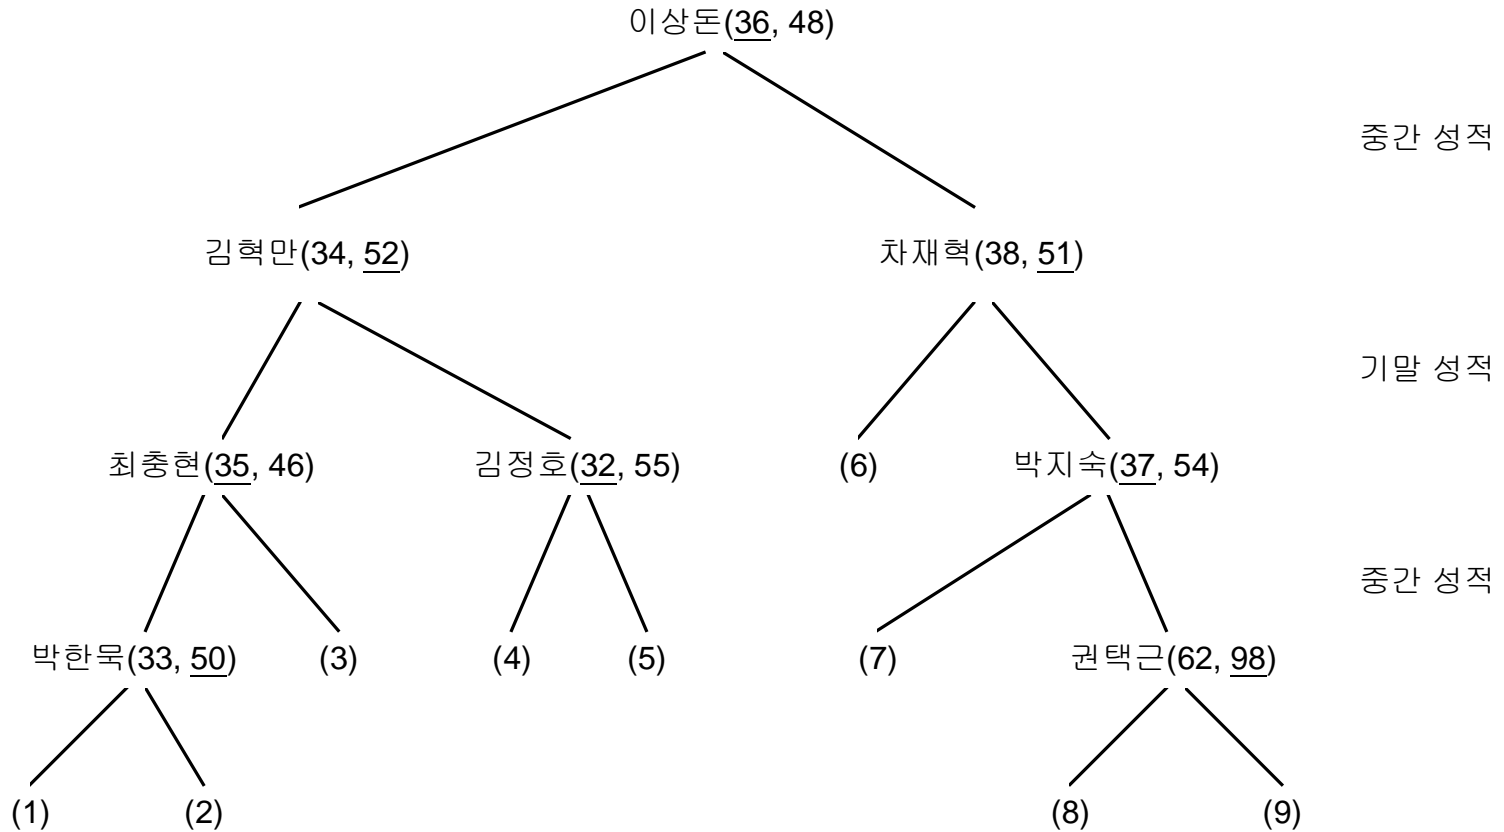 이상돈(36, 48)
중간 성적
김혁만(34, 52) 차재혁(38, 51)
기말 성적
최충현(35, 46) 김정호(32, 55) (6) 박지숙(37, 54)
중간 성적
박한묵(33, 50) (3) (4) (5) (7) 권택근(62, 98)
(1) (2) (8) (9)